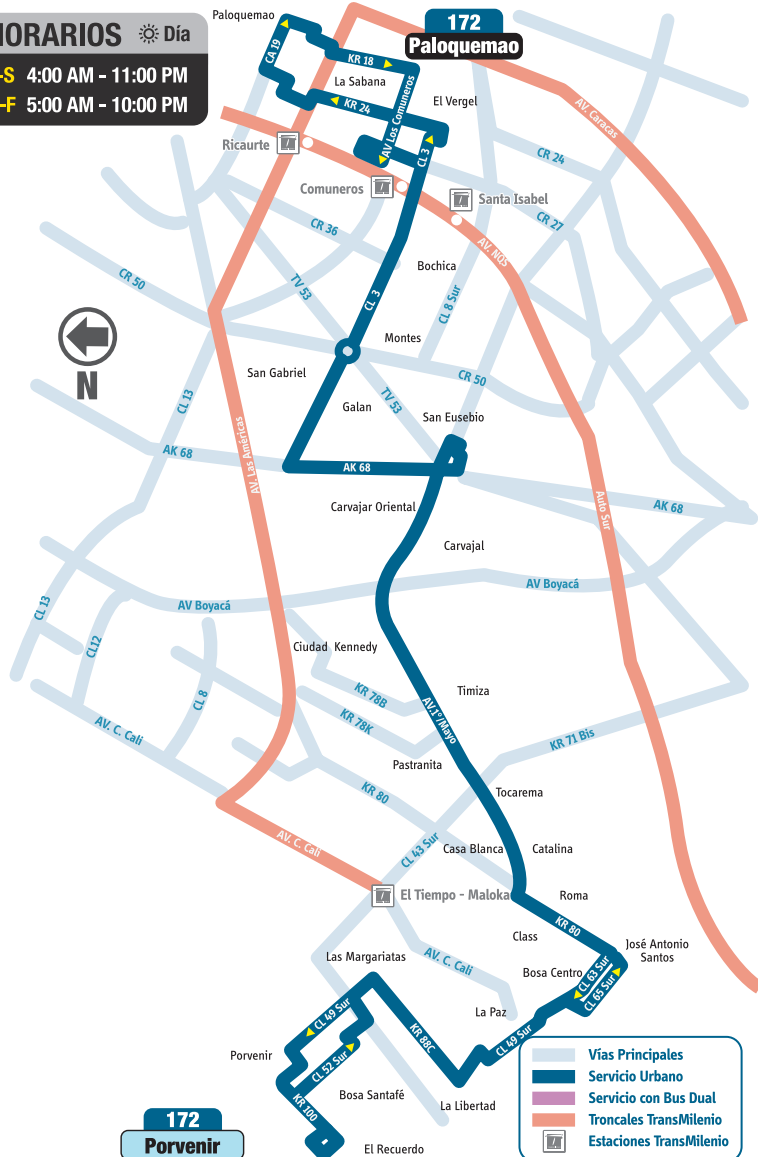 HORARIOS Día
-S 4:00 AM - 11:00 PM
-F 5:00 AM - 10:00 PM
172
Paloquemao
Paloquemao
CA 19
KR 18
La Sabana
KR 24
AV Los Comuneros
El Vergel
CL 3
AV. Caracas
Ricaurte
Comuneros
Santa Isabel
CR 24
CR 27
CR 36
AV. NQS
Bochica
CR 50
TV 53
CL 3
CL 8 Sur
Montes
N
San Gabriel
CR 50
CL 13
TV 53
Galan
San Eusebio
AK 68
AV. Las Américas
AK 68
AK 68
Auto Sur
Carvajar Oriental
Carvajal
AV Boyacá
AV Boyacá
CL 13
CL12
Ciudad Kennedy
CL 8
KR 78B
Timiza
AV.1º/Mayo
KR 78K
AV. C. Cali
KR 71 Bis
Pastranita
KR 80
Tocarema
AV. C. Cali
CL 43 Sur
Casa Blanca
Catalina
El Tiempo - Maloka
Roma
KR 80
Class
José Antonio
Santos
Las Margariatas
AV. C. Cali
Bosa Centro
CL 63 Sur
CL 65 Sur
La Paz
CL 49 Sur
KR 88C
CL 49 Sur
Porvenir
CL 52 Sur
Bosa Santafé
KR 100
La Libertad
El Recuerdo
172
Porvenir
Vías Principales
Servicio Urbano
Servicio con Bus Dual
Troncales TransMilenio
Estaciones TransMilenio